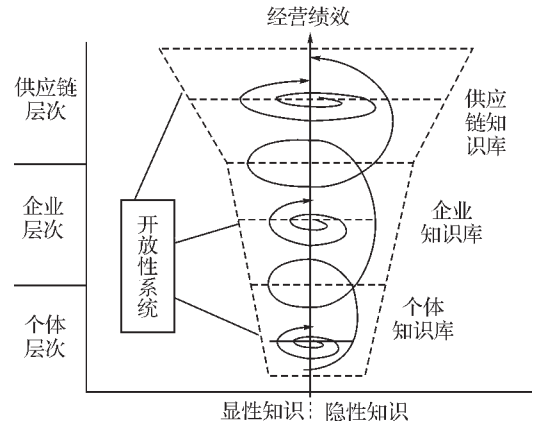 经营绩效
供应链
层次
供应
链知
识库
企业
层次
开放性系统
企业
知识库
个体
层次
个体
知识库
显性知识
隐性知识